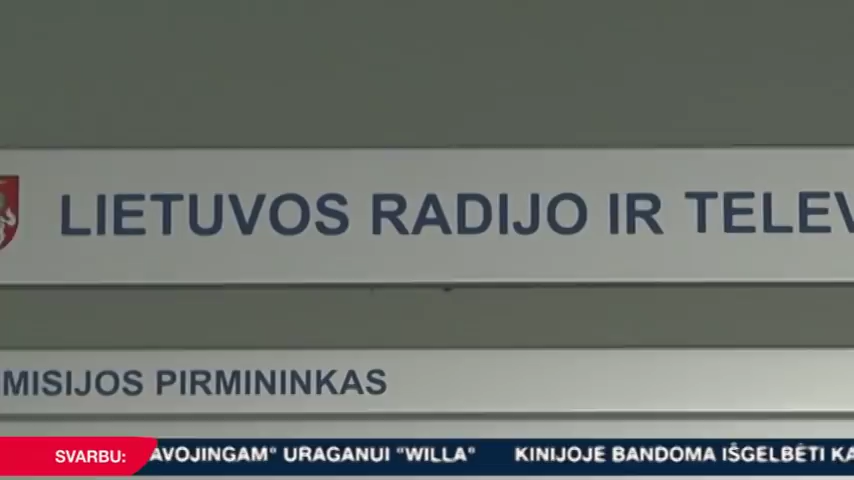 LIETUVOS RADIJO IR TELEV
MISIJOS PIRMININKAS
SVARBU: AVOJINGAM" URAGANUI "WILLA" KINIJOJE BANDOMA IŠGELBĖTI KA